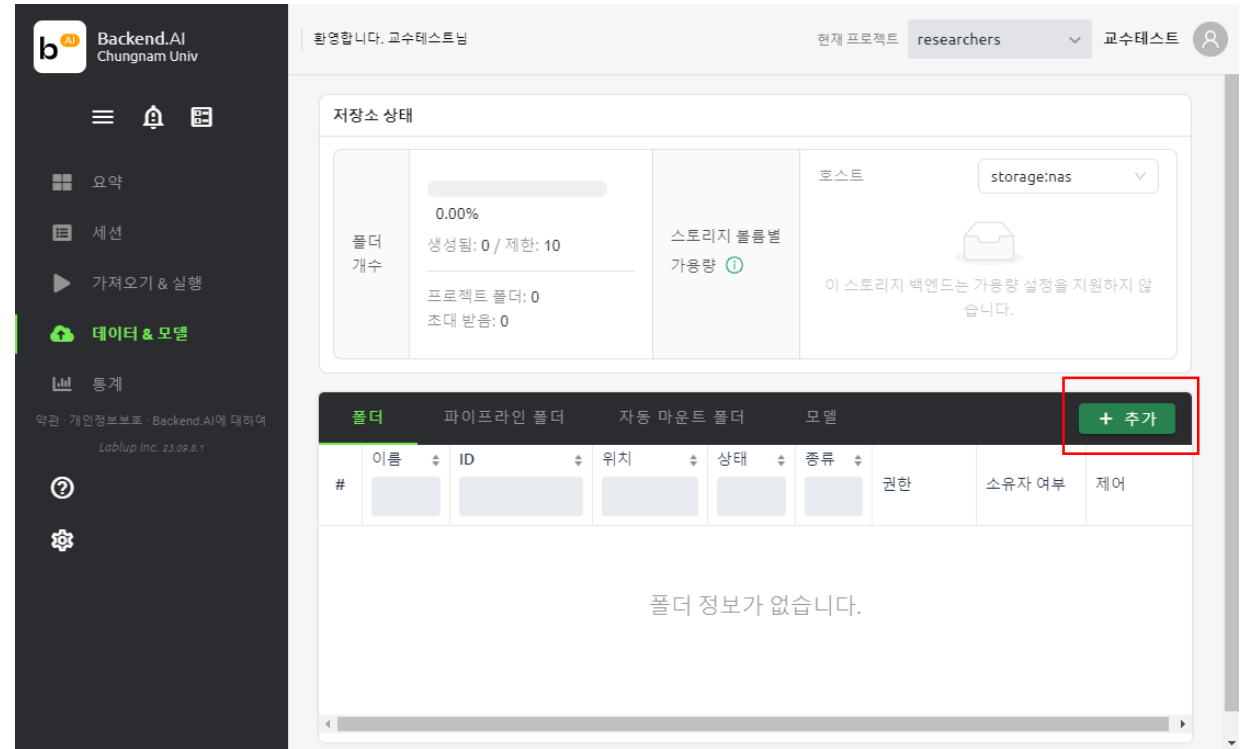 b AI
Backend.AI
Chungnam Univ
환영합니다. 교수테스트님
현재 프로젝트
researchers
교수테스트
요약
세션
가져오기 & 실행
데이터 & 모델
통계
약관 · 개인정보보호 · Backend.AI에 대하여
Lablup Inc. 23.09.8.1
저장소 상태
폴더
개수
0.00%
생성됨: 0 / 제한: 10
프로젝트 폴더: 0
초대 받음: 0
스토리지 볼륨별
가용량
호스트
storage:nas
이 스토리지 백엔드는 가용량 설정을 지원하지 않
습니다.
폴더 파이프라인 폴더 자동 마운트 폴더 모델 + 추가
# 이름 ID 위치 상태 종류 권한 소유자 여부 제어
폴더 정보가 없습니다.